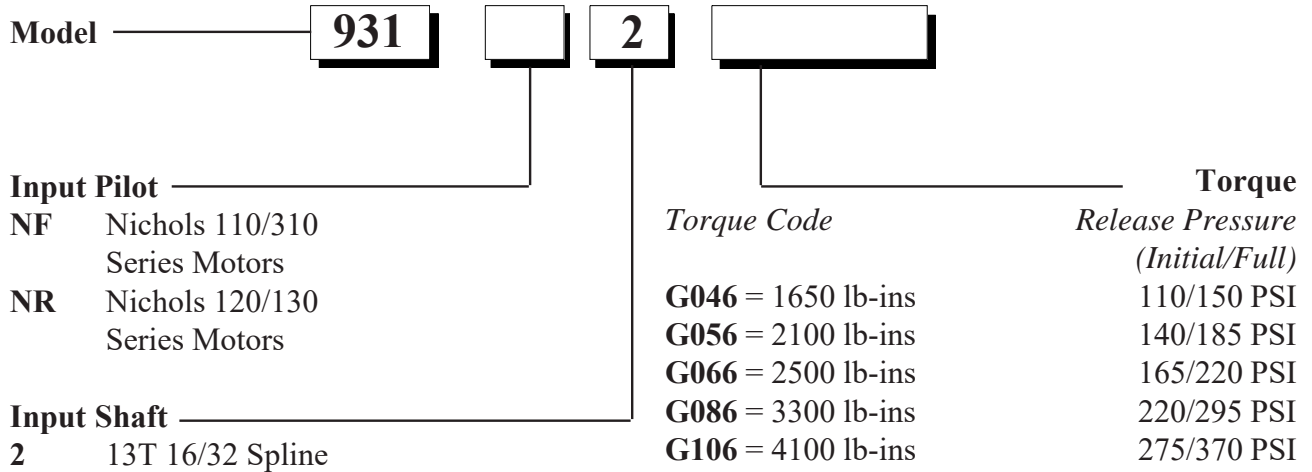 Model 931 2
Input Pilot
NF Nichols 110/310
Series Motors
NR Nichols 120/130
Series Motors
Input Shaft
2 13T 16/32 Spline
Torque
Torque Code Release Pressure
(Initial/Full)
G046 = 1650 lb-ins 110/150 PSI
G056 = 2100 lb-ins 140/185 PSI
G066 = 2500 lb-ins 165/220 PSI
G086 = 3300 lb-ins 220/295 PSI
G106 = 4100 lb-ins 275/370 PSI